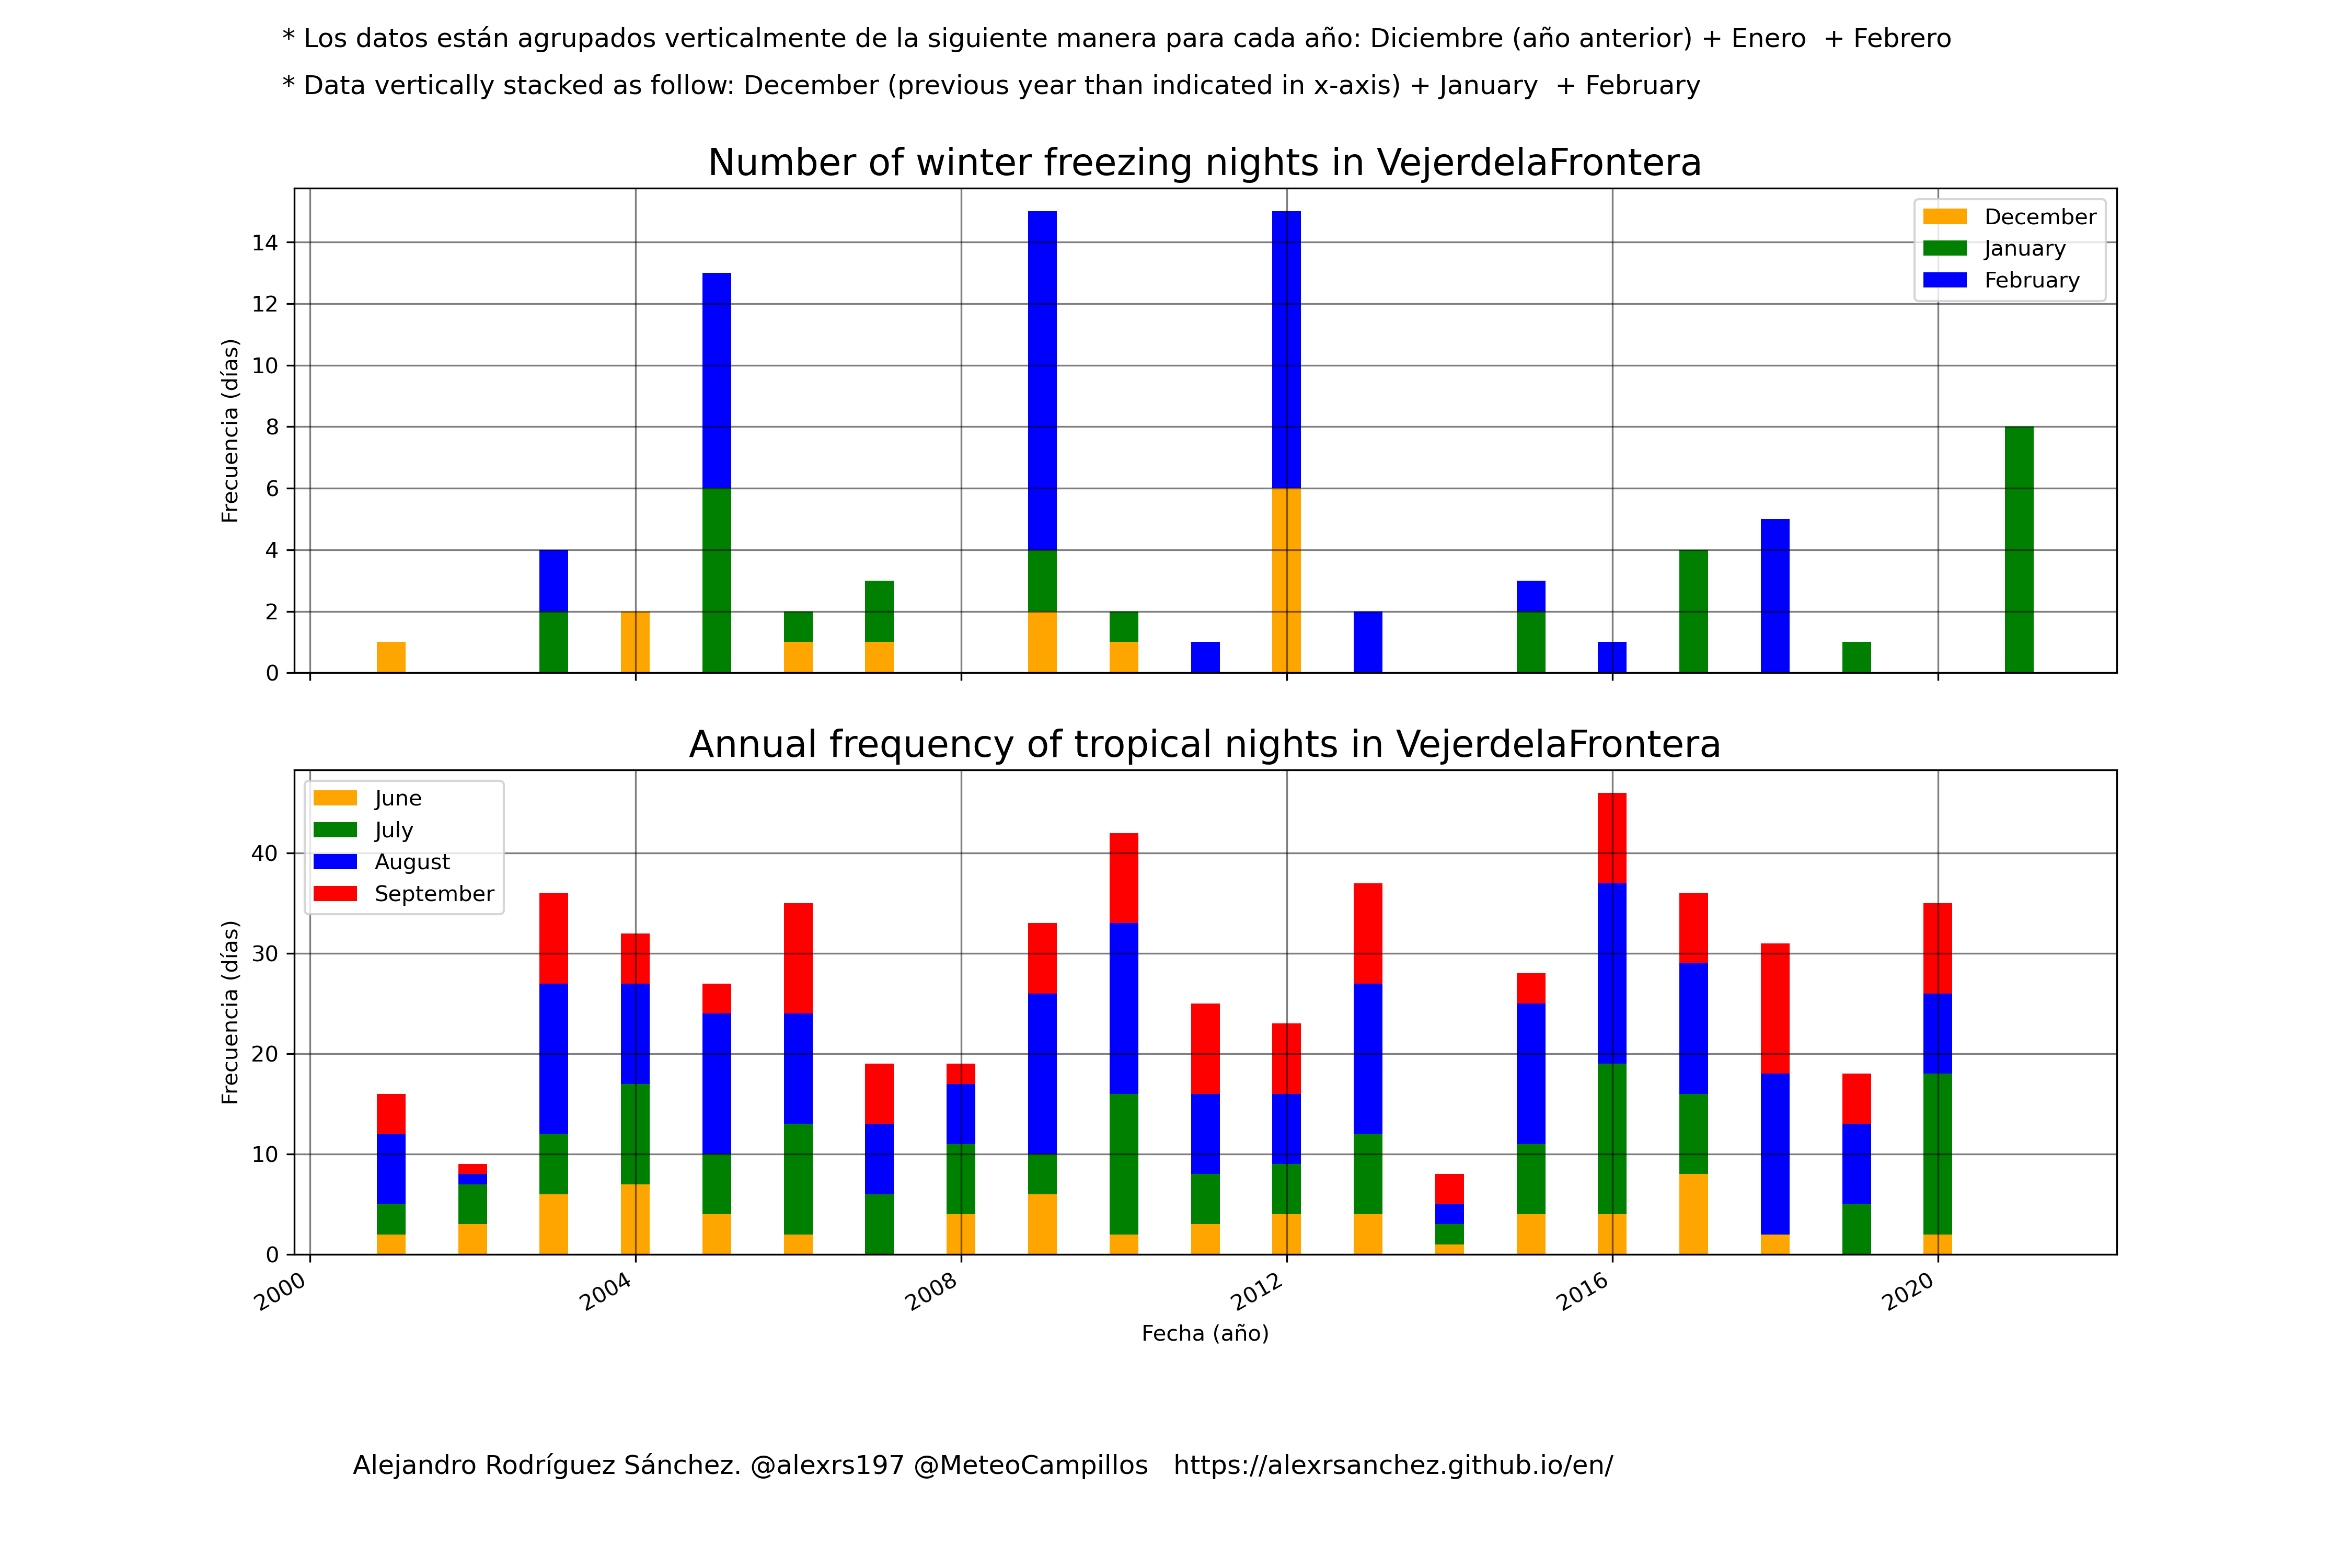 * Los datos están agrupados verticalmente de la siguiente manera para cada año: Diciembre (año anterior) + Enero  + Febrero
* Data vertically stacked as follow: December (previous year than indicated in x-axis) + January  + February
Number of winter freezing nights in VejerdelaFrontera
December
January
February
14
12
10
8
6
4
2
0
Frecuencia (días)
Annual frequency of tropical nights in VejerdelaFrontera
June
July
August
September
40
30
20
10
0
Frecuencia (días)
2000
2004
2008
2012
2016
2020
Fecha (año)
Alejandro Rodríguez Sánchez. @alexrs197 @MeteoCampillos   https://alexrsanchez.github.io/en/